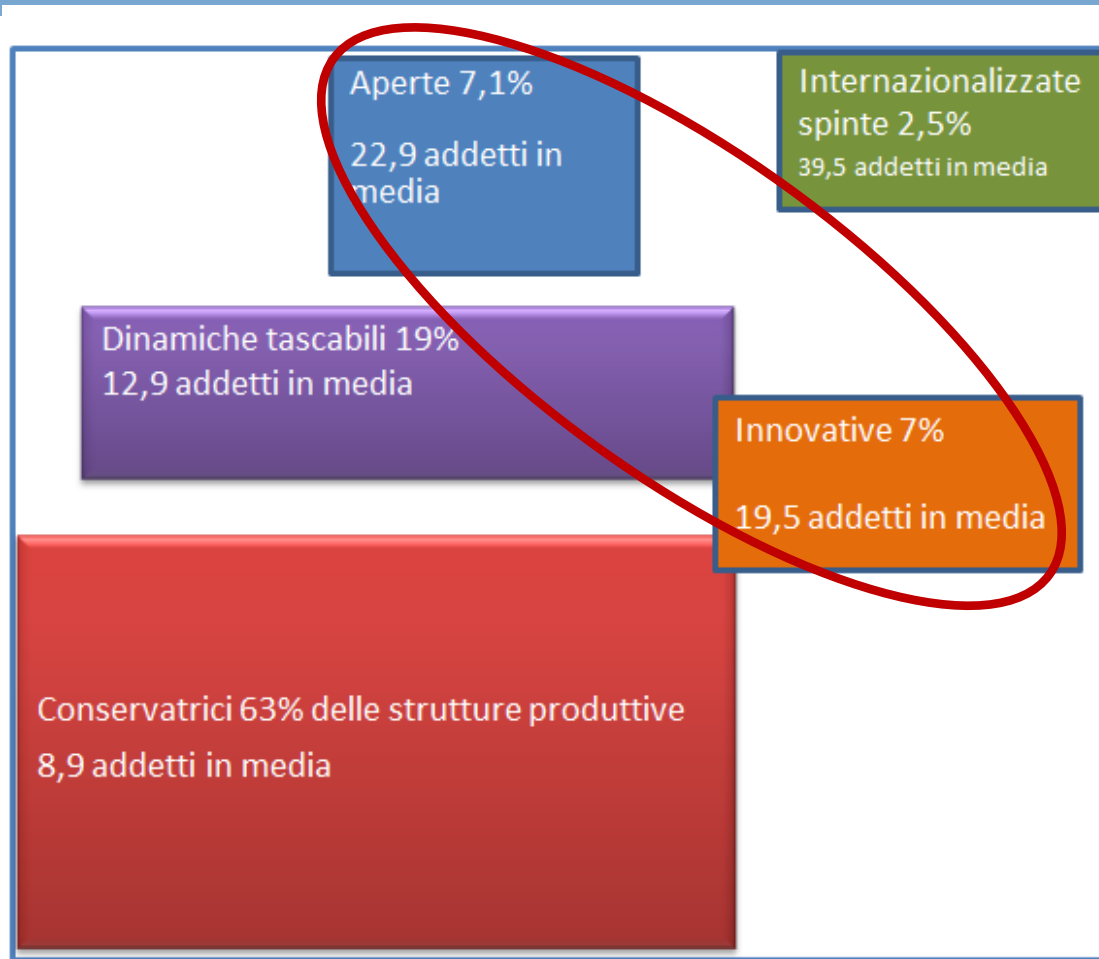 Aperte 7,1%
22,9 addetti in
media
Internazionalizzate
spinte 2,5%
39,5 addetti in media
Dinamiche tascabili 19%
12,9 addetti in media
Innovative 7%
19,5 addetti in media
Conservatrici 63% delle strutture produttive
8,9 addetti in media